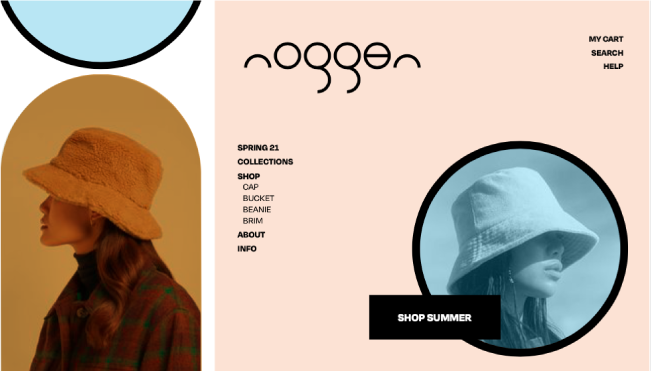 noggen
MY CART
SEARCH
HELP
SPRING 21
COLLECTIONS
SHOP
CAP
BUCKET
BEANIE
BRIM
ABOUT
INFO
SHOP SUMMER